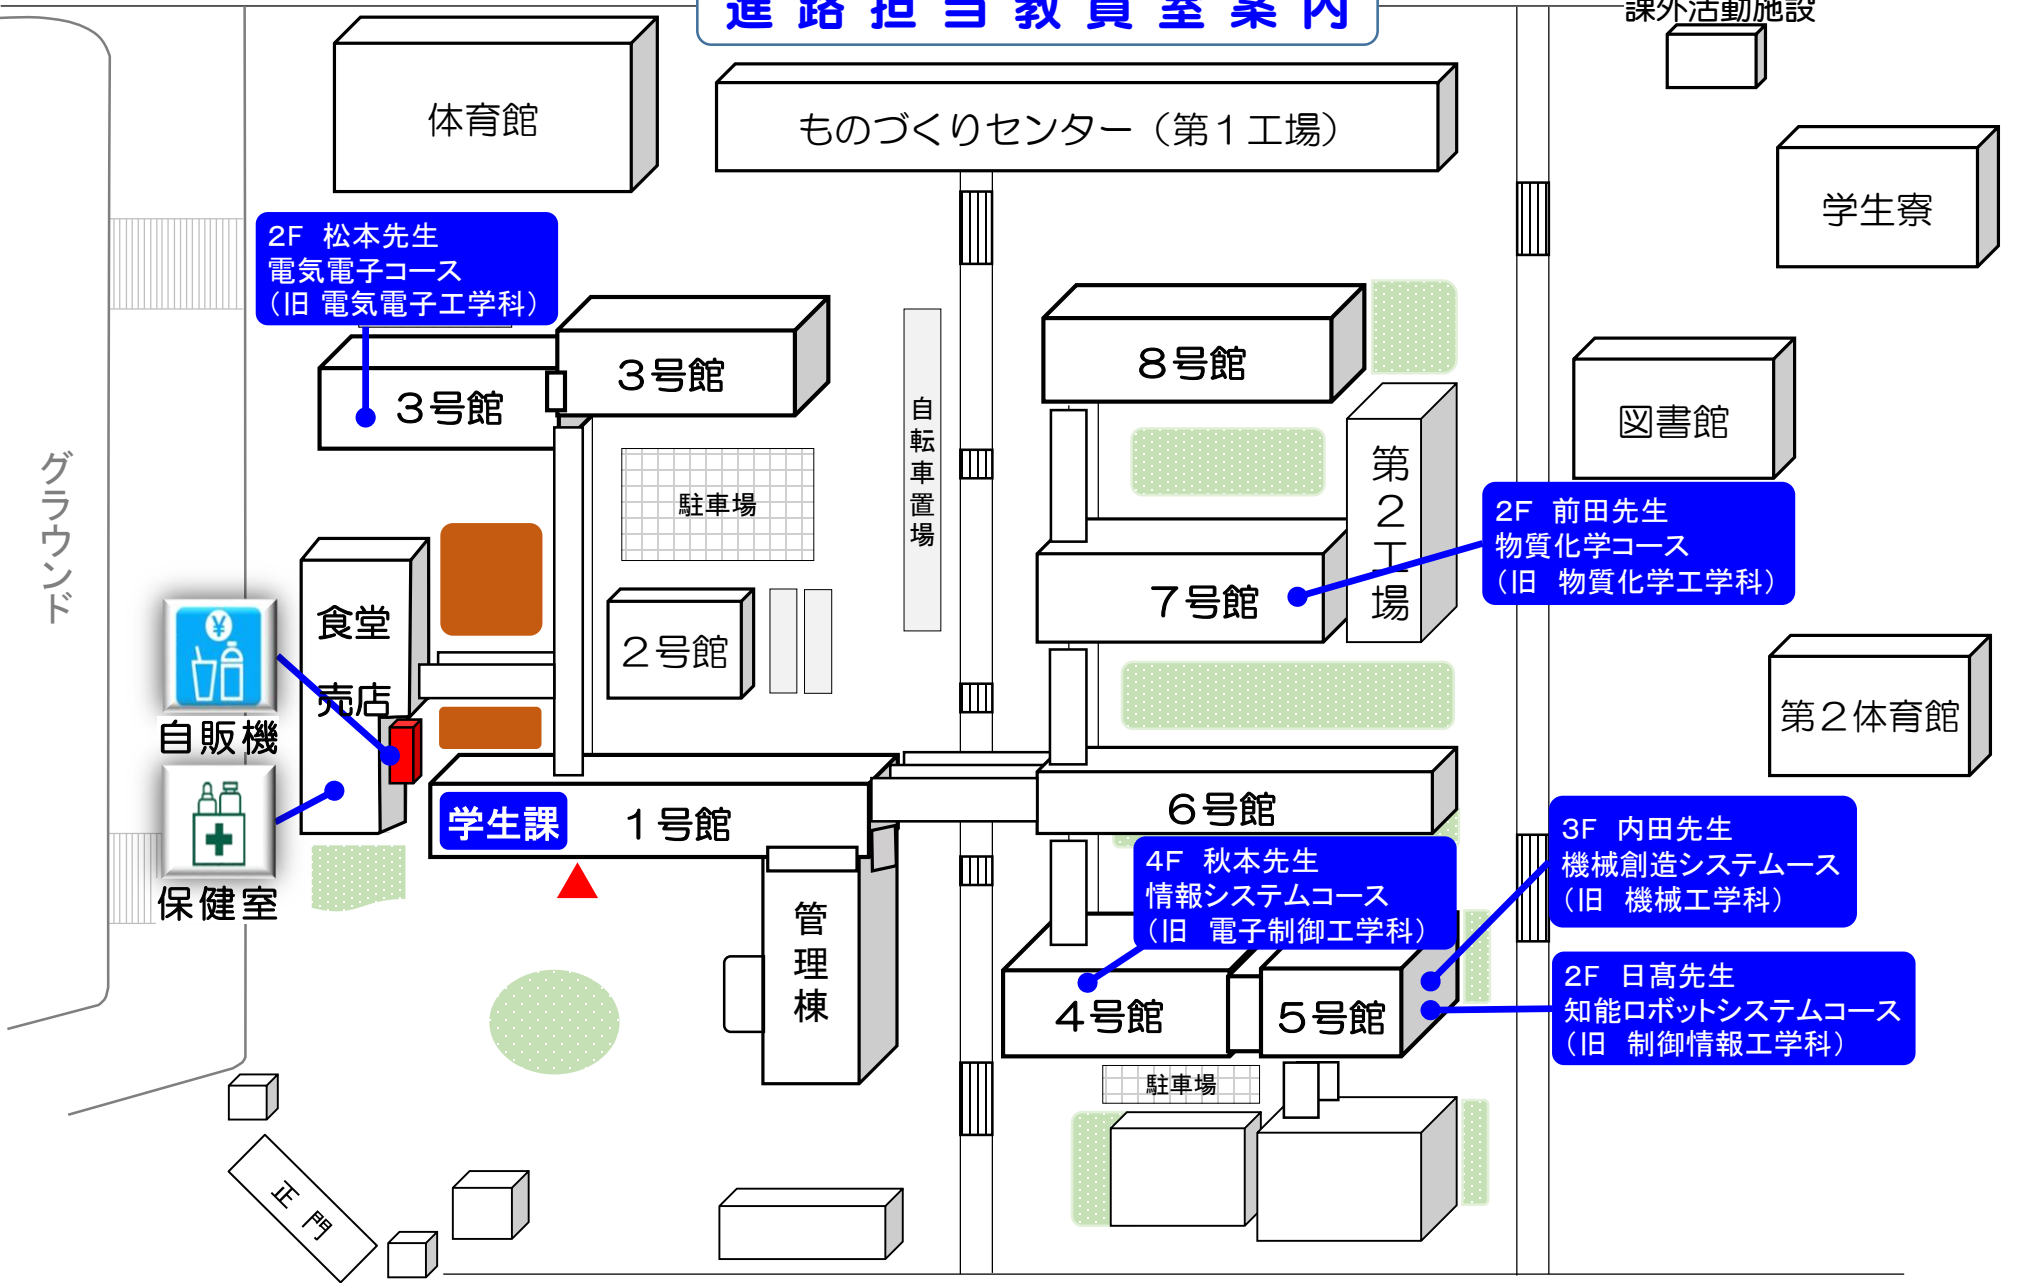 進路担当教員室案内
課外活動施設
体育館
ものづくりセンター（第１工場）
学生寮
2F 松本先生
電気電子コース
（旧 電気電子工学科）
３号館
３号館
８号館
自転車置場
図書館
グラウンド
駐車場
第２工場
2F 前田先生
物質化学コース
（旧 物質化学工学科）
７号館
食堂
２号館
売店
自販機
第２体育館
学生課
１号館
６号館
保健室
4F 秋本先生
情報システムコース
（旧 電子制御工学科）
3F 内田先生
機械創造システムース
（旧 機械工学科）
管理棟
４号館
５号館
2F 日髙先生
知能ロボットシステムコース
（旧 制御情報工学科）
駐車場
正門